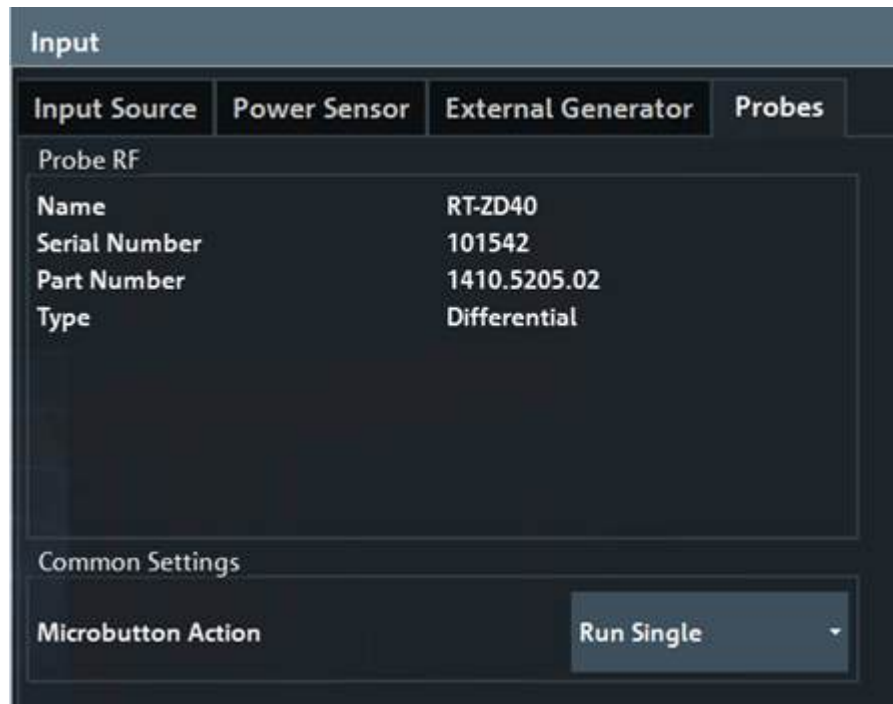 Input
Input Source Power Sensor External Generator Probes
Probe RF
Name RT-ZD40
Serial Number 101542
Part Number 1410.5205.02
Type Differential
Common Settings
Microbutton Action Run Single